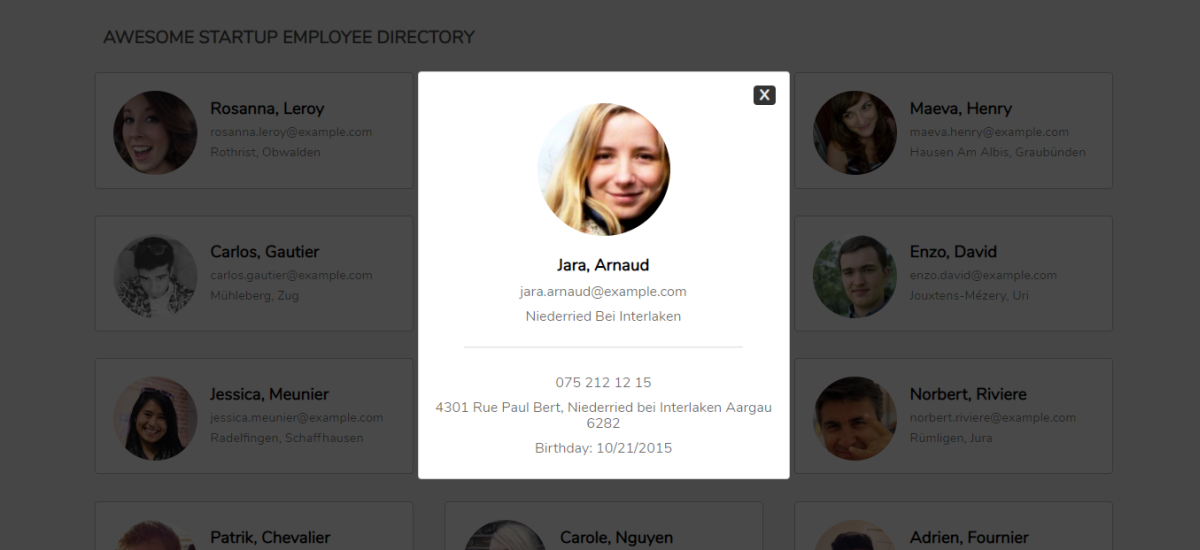 AWESOME STARTUP EMPLOYEE DIRECTORY
Rosanna, Leroy
rosanna.leroy@example.com
Rothrist, Obwalden
X
Jara, Arnaud
jara.arnaud@example.com
Niederried Bei Interlaken
075 212 12 15
4301 Rue Paul Bert, Niederried bei Interlaken Aargau
6282
Birthday: 10/21/2015
Maeva, Henry
maeva.henry@example.com
Hausen Am Albis, Graubünden
Carlos, Gautier
carlos.gautier@example.com
Mühleberg, Zug
Enzo, David
enzo.david@example.com
Jouxtens-Mézery, Uri
Jessica, Meunier
jessica.meunier@example.com
Radelfingen, Schaffhausen
Norbert, Riviere
norbert.riviere@example.com
Rümligen, Jura
Patrik, Chevalier
Carole, Nguyen
Adrien, Fournier